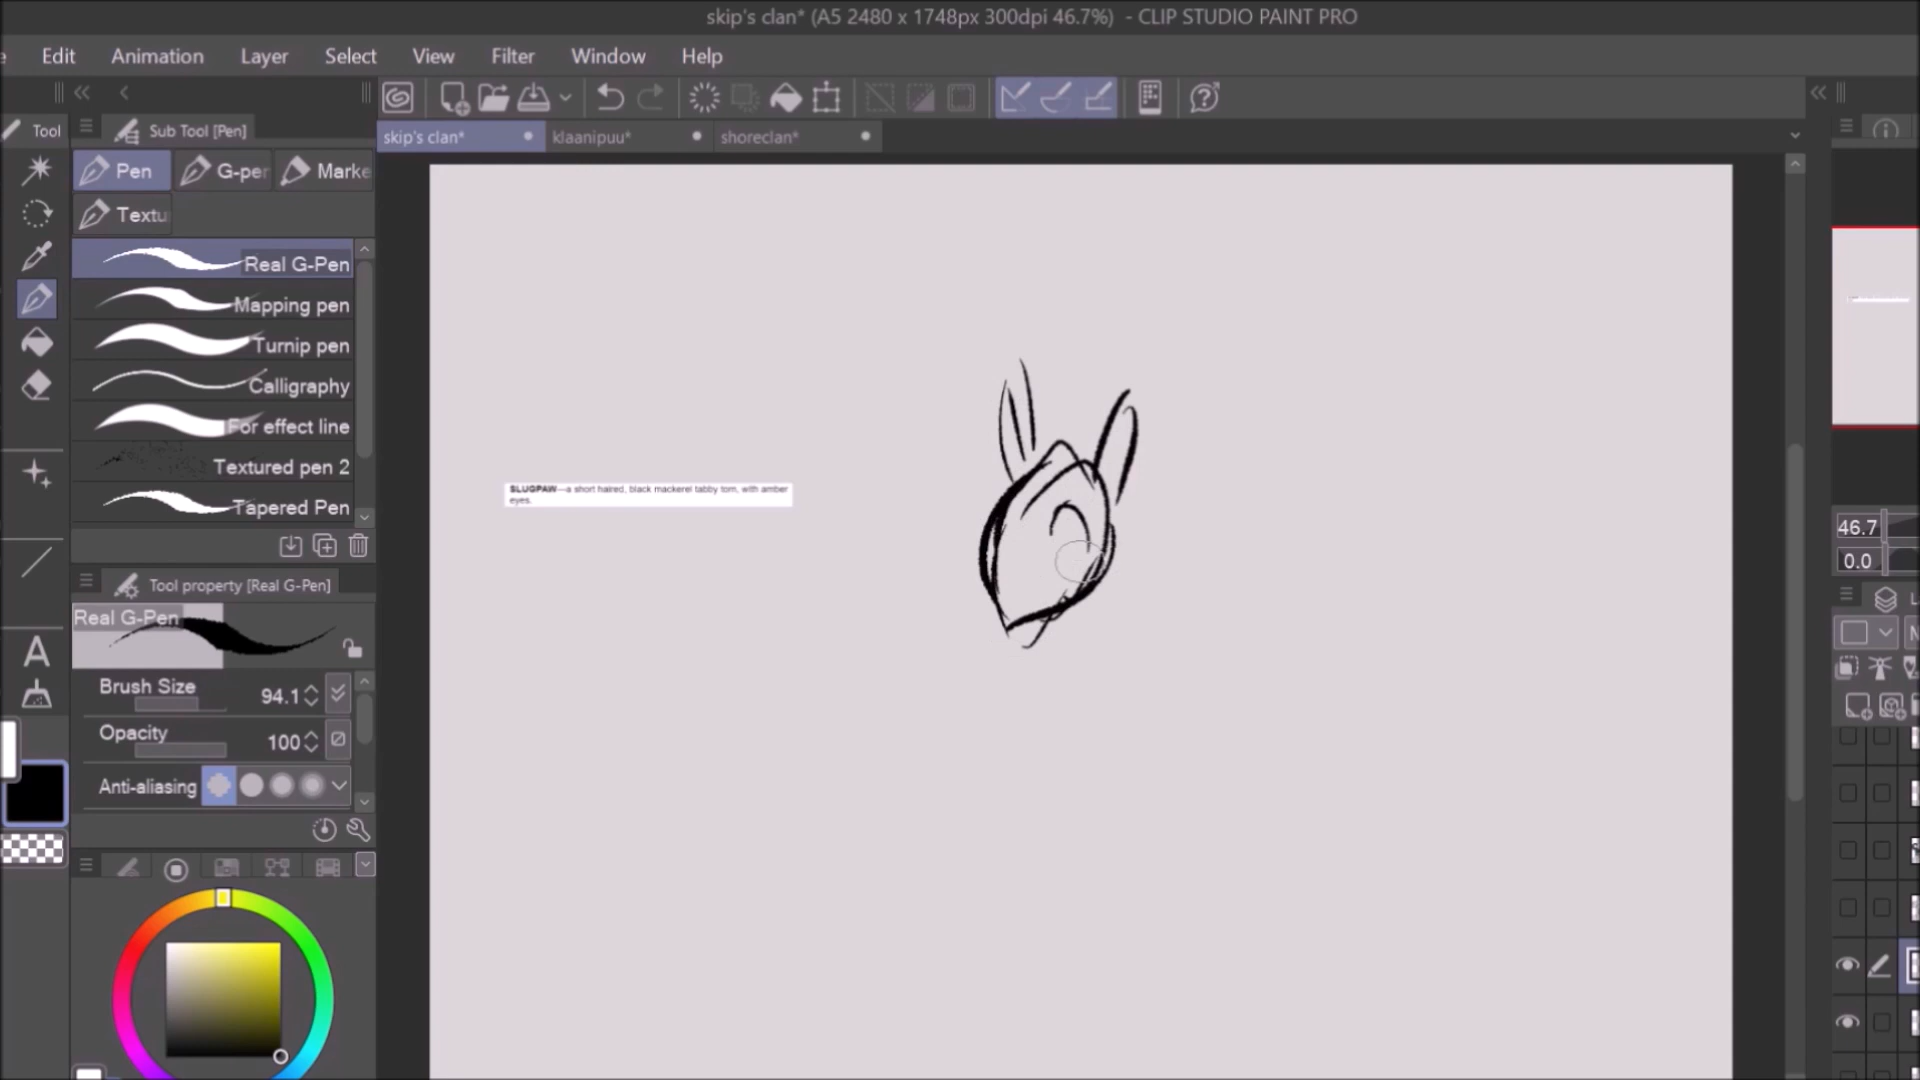 skip's clan* (A5 2480 x 1748px 300dpi 46.7%) - CLIP STUDIO PAINT PRO
e Edit Animation Layer Select View Filter Window Help
Tool
Sub Tool [Pen]
skip's clan*
klaanipuu*
shoreclan*
Pen
G-per
Marke
Textu
Real G-Pen
Mapping pen
Turnip pen
Calligraphy
For effect line
Textured pen 2
Tapered Pen
SLUGPAW—a short haired, black mackerel tabby tom, with amber
eyes.
Tool property [Real G-Pen]
Real G-Pen
Brush Size 94.1
Opacity 100
Anti-aliasing
A
46.7
0.0